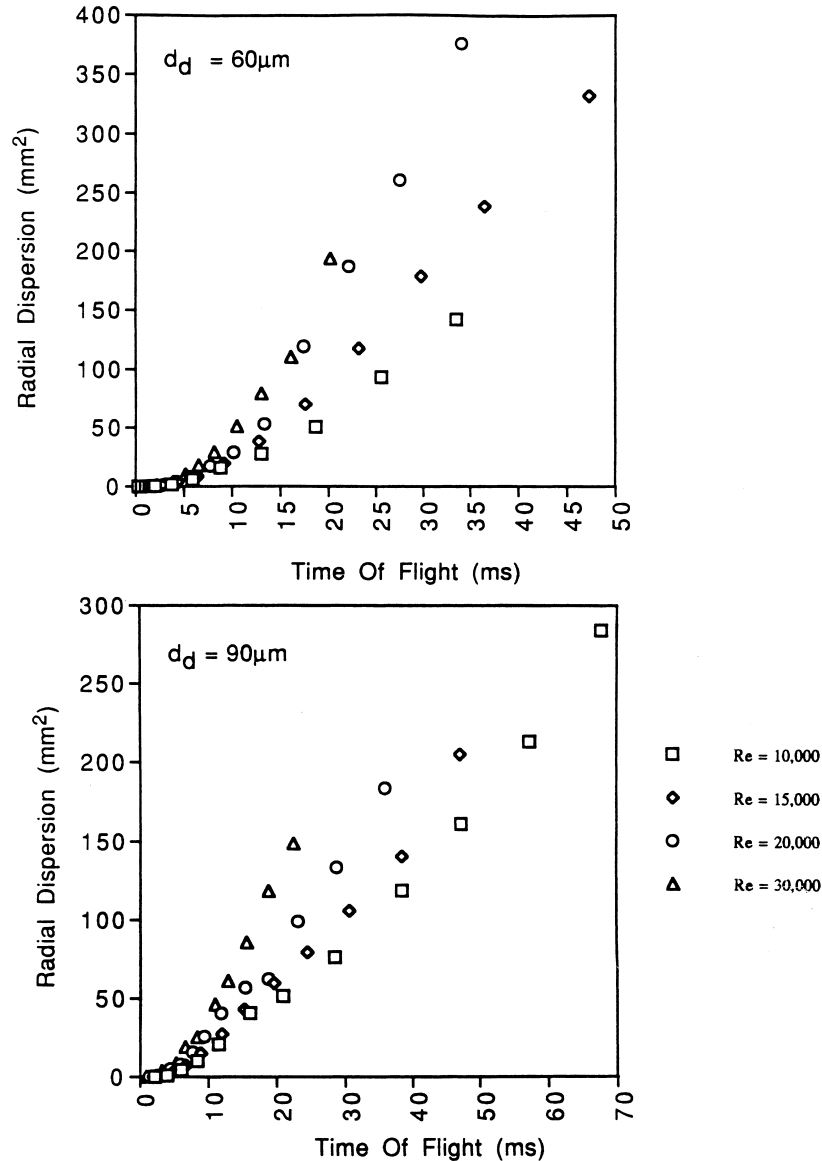 400
350
300
250
200
150
100
50
0
Radial Dispersion (mm²)
d_d = 60µm
0 5 10 15 20 25 30 35 40 45 50
Time Of Flight (ms)
300
250
200
150
100
50
0
Radial Dispersion (mm²)
d_d = 90µm
0 10 20 30 40 50 60 70
Time Of Flight (ms)
Re = 10,000
Re = 15,000
Re = 20,000
Re = 30,000